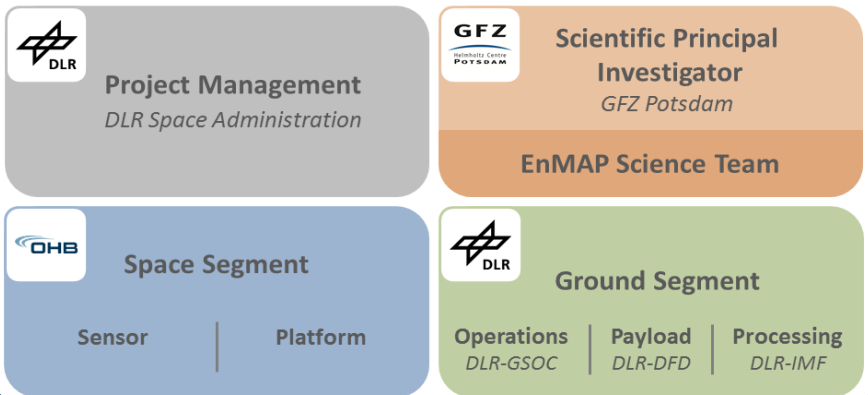 DLR
Project Management
DLR Space Administration
GFZ
Helmholtz Centre
POTSDAM
Scientific Principal
Investigator
GFZ Potsdam
EnMAP Science Team
OHB
Space Segment
Sensor
Platform
DLR
Ground Segment
Operations
DLR-GSOC
Payload
DLR-DFD
Processing
DLR-IMF